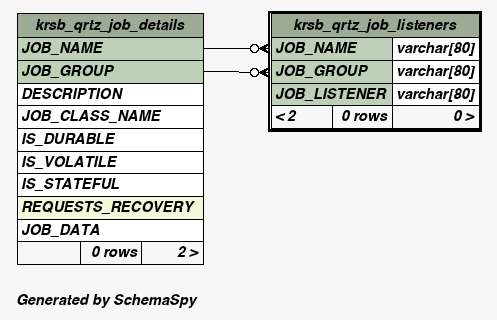 krsb_qrtz_job_details
JOB_NAME
JOB_GROUP
DESCRIPTION
JOB_CLASS_NAME
IS_DURABLE
IS_VOLATILE
IS_STATEFUL
REQUESTS_RECOVERY
JOB_DATA
0 rows 2 >
krsb_qrtz_job_listeners
JOB_NAME varchar[80]
JOB_GROUP varchar[80]
JOB_LISTENER varchar[80]
< 2 0 rows 0 >
Generated by SchemaSpy